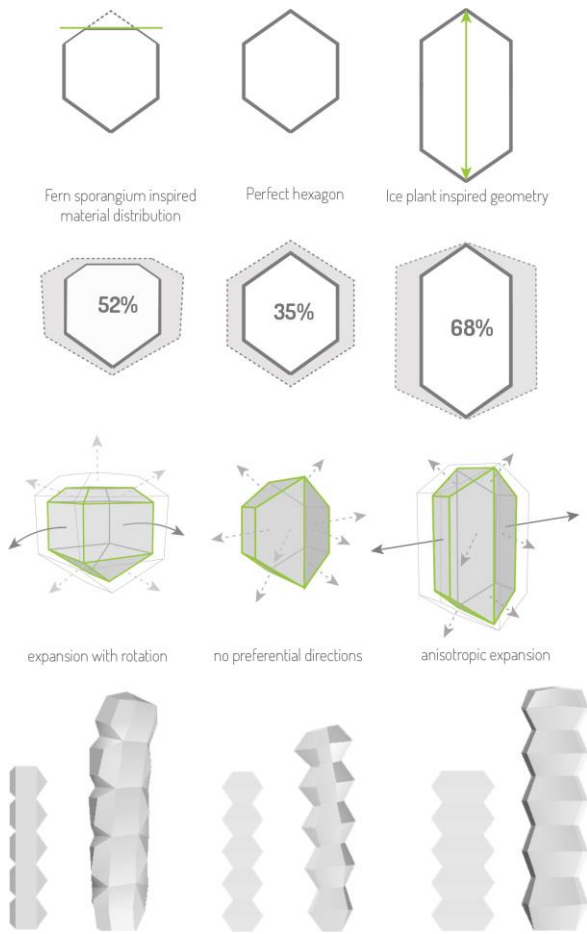 Fern sporangium inspired
material distribution
Perfect hexagon
Ice plant inspired geometry
52%
35%
68%
expansion with rotation
no preferential directions
anisotropic expansion